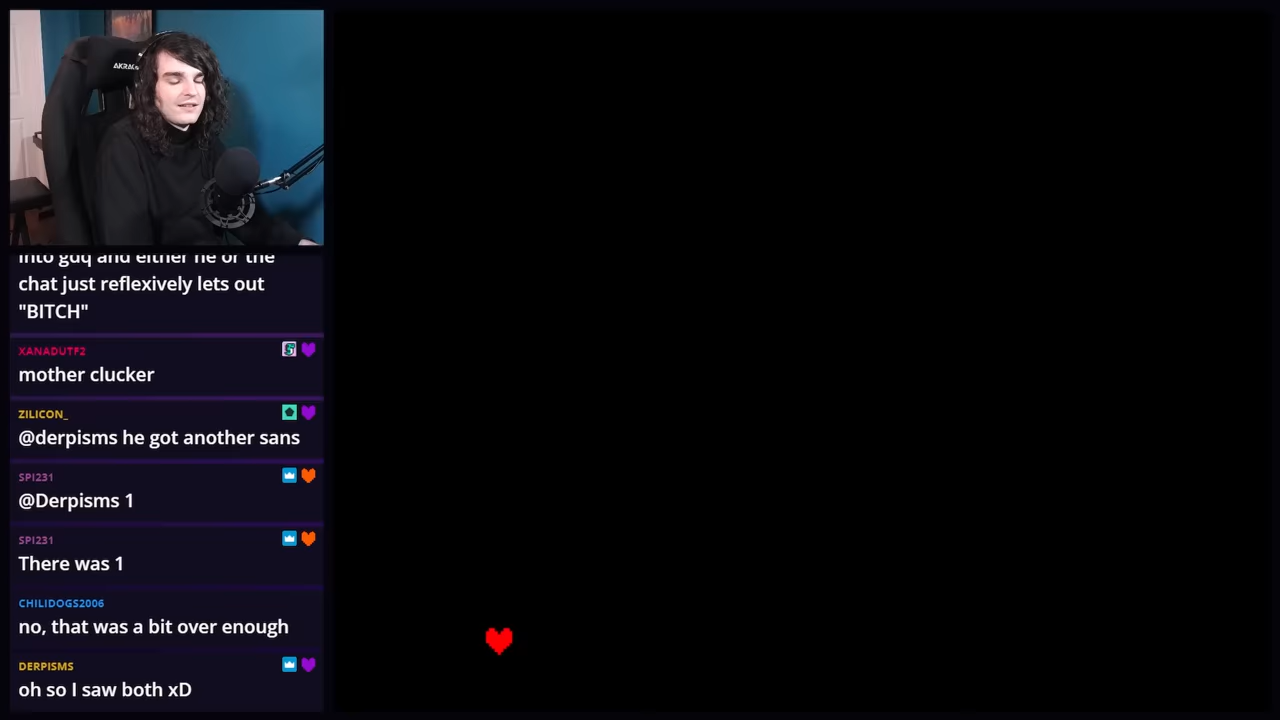 AKRAC
into gdq and either he or the
chat just reflexively lets out
"BITCH"
XANADUTF2
mother clucker
ZILICON_
@derpisms he got another sans
SPI231
@Derpisms 1
SPI231
There was 1
CHILIDOGS2006
no, that was a bit over enough
DERPISMS
oh so I saw both xD